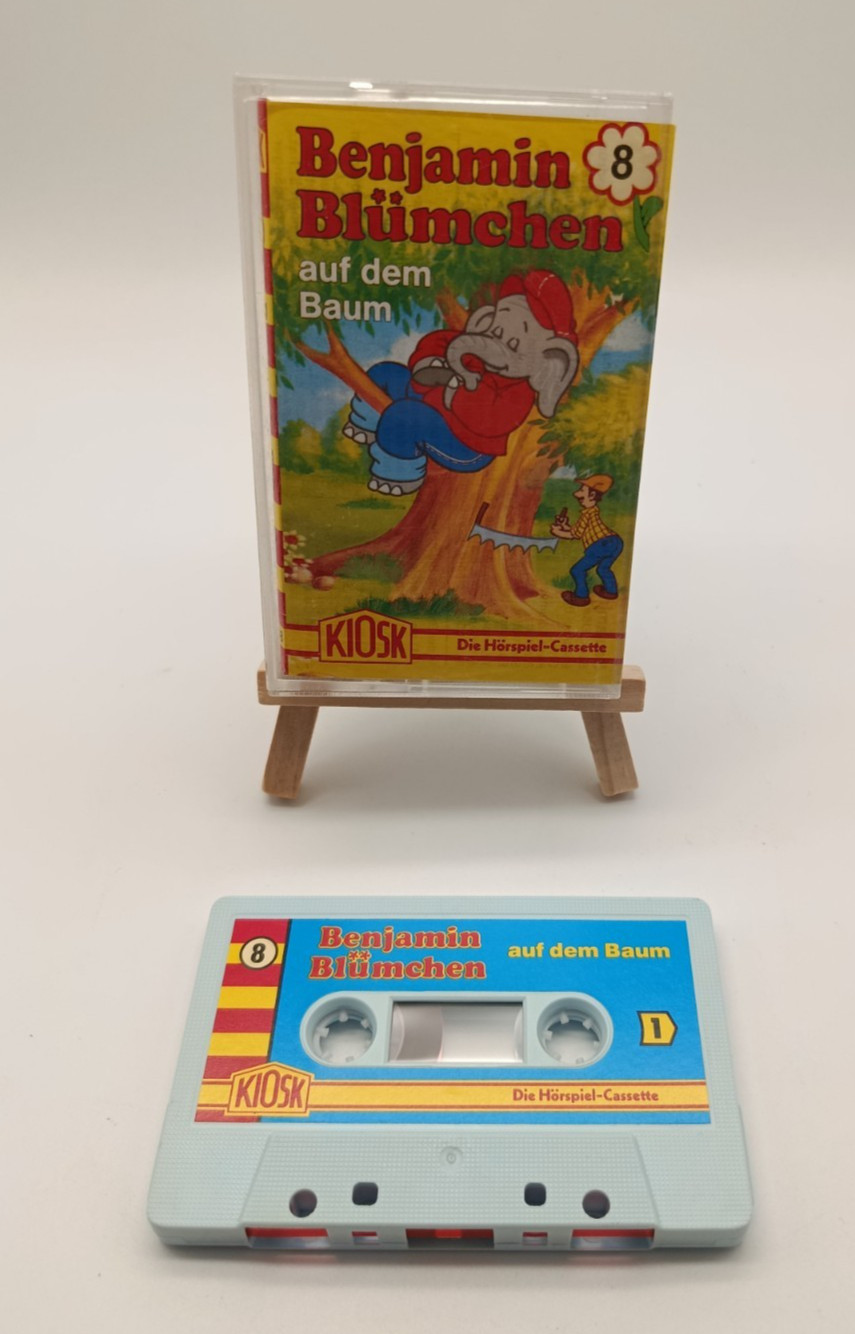 Benjamin
Blümchen
8
auf dem
Baum
KIOSK
Die Hörspiel-Cassette
8
Benjamin
Blümchen
auf dem Baum
1
KIOSK
Die Hörspiel-Cassette